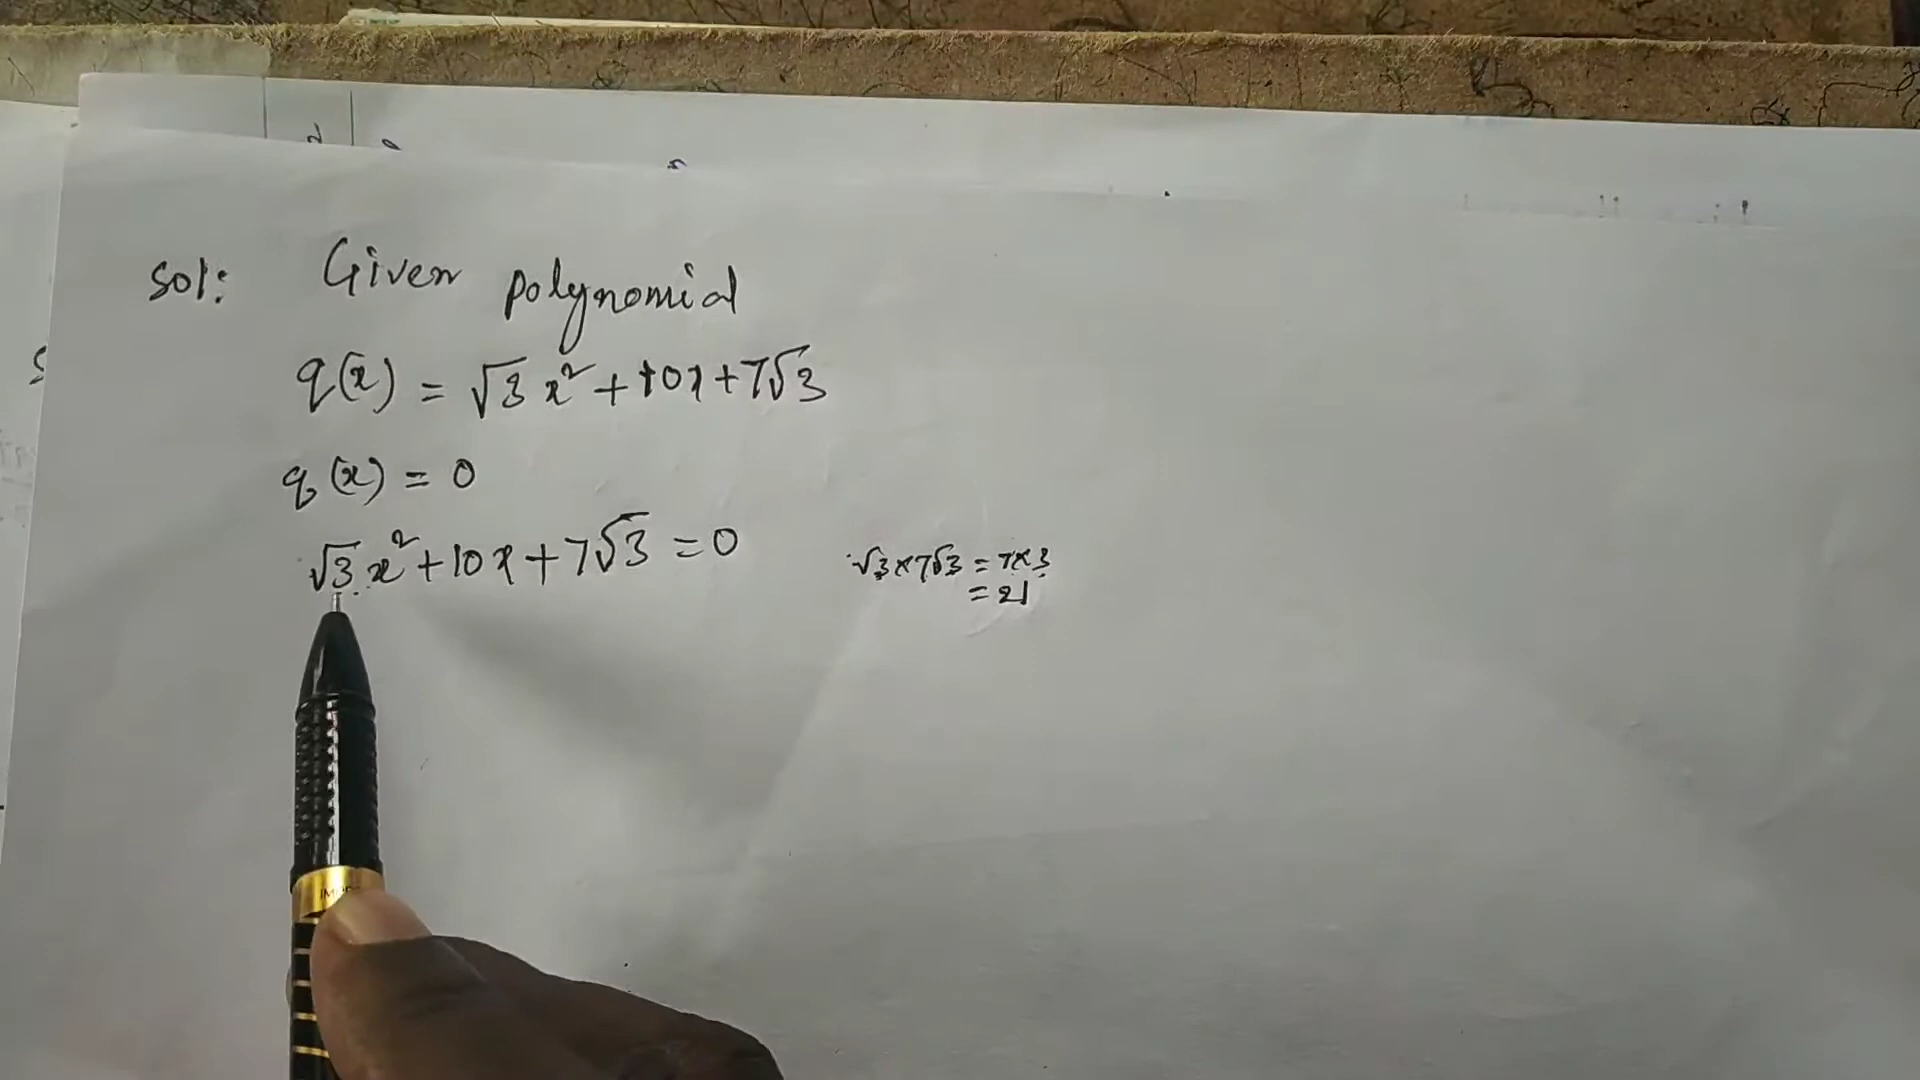 Sol: Given polynomial
q(x) = √3 x² + 10x + 7√3
q(x) = 0
√3 x² + 10x + 7√3 = 0
√3 × 7√3 = 7×3
= 21